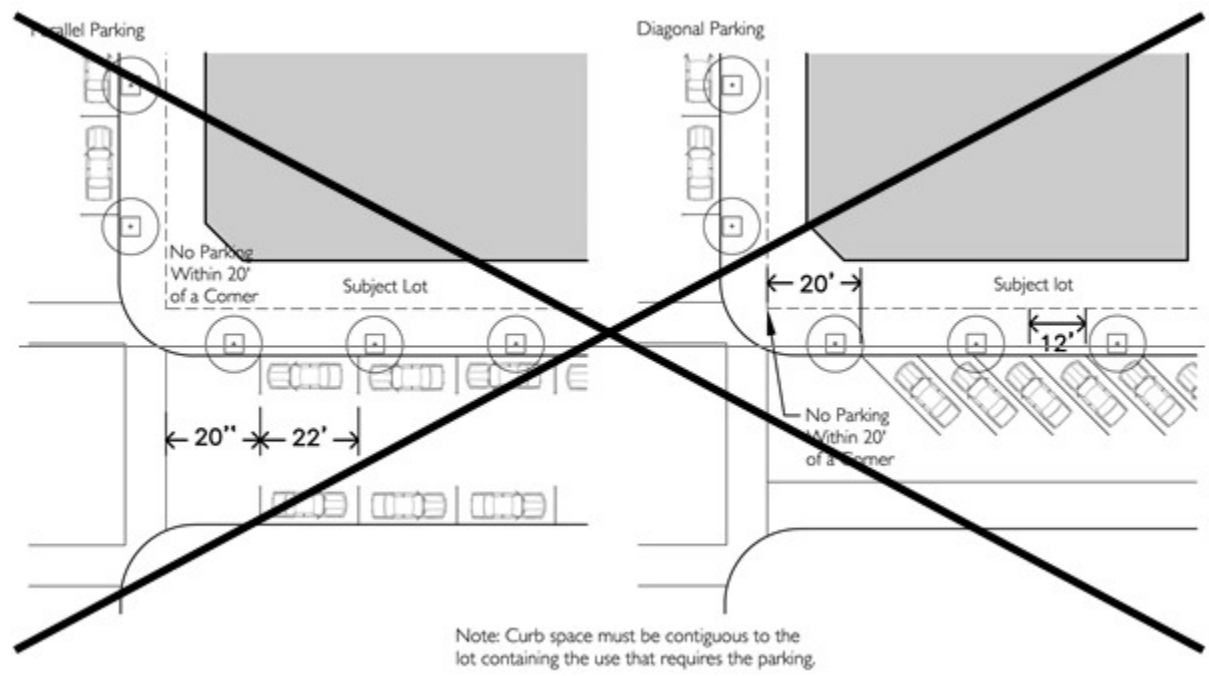 Parallel Parking
Diagonal Parking
No Parking
Within 20'
of a Corner
Subject Lot
20''
22'
20'
Subject lot
12'
No Parking
Within 20'
of a Corner
Note: Curb space must be contiguous to the
lot containing the use that requires the parking.